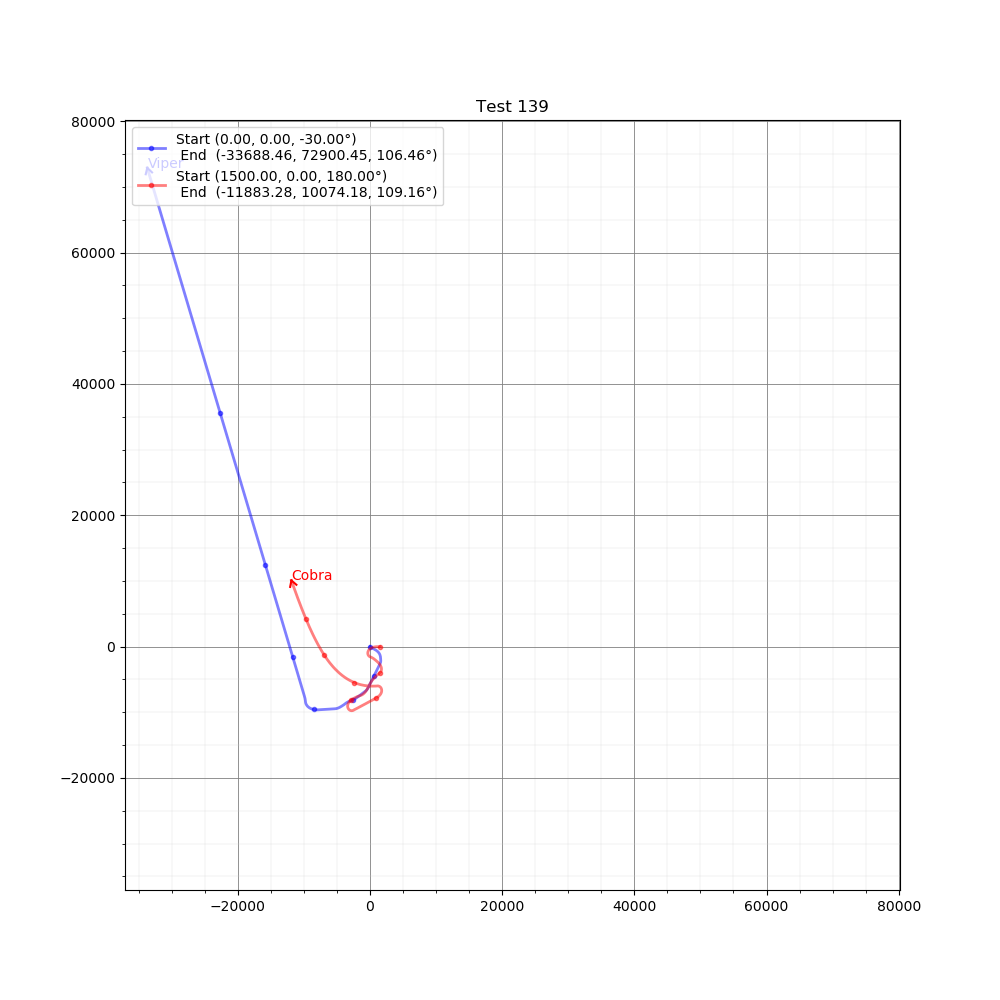 Test 139
80000
60000
40000
20000
0
−20000
Start (0.00, 0.00, -30.00°)
End  (-33688.46, 72900.45, 106.46°)
Viper
Start (1500.00, 0.00, 180.00°)
End  (-11883.28, 10074.18, 109.16°)
Cobra
−20000
0
20000
40000
60000
80000